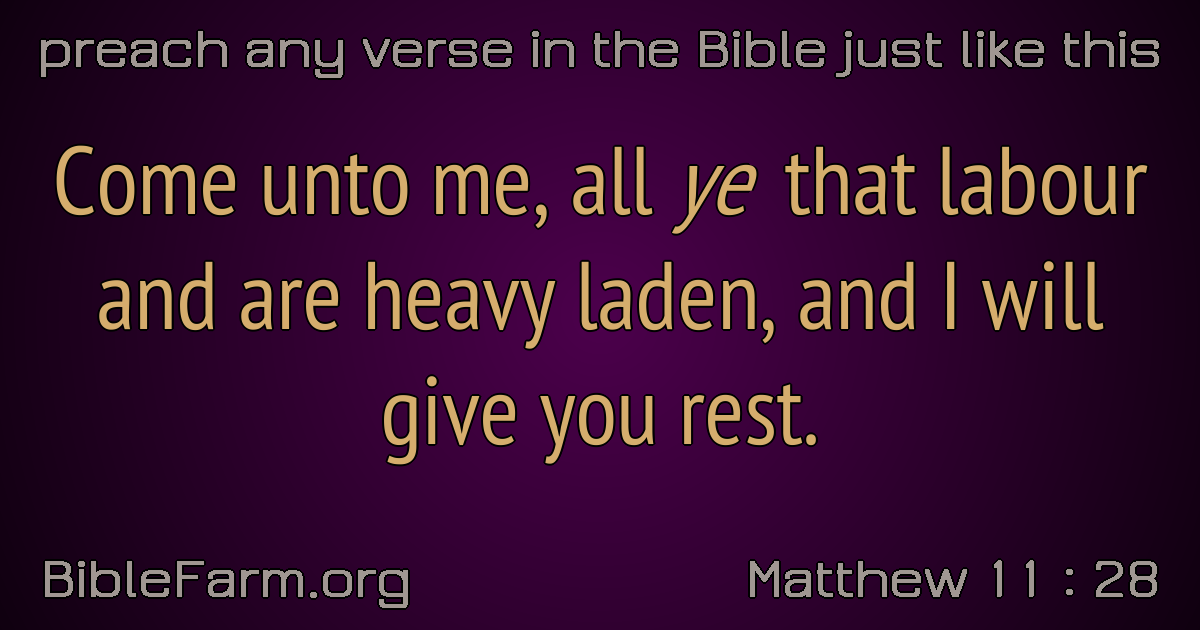 preach any verse in the Bible just like this
Come unto me, all ye that labour
and are heavy laden, and I will
give you rest.
BibleFarm.org
Matthew 11 : 28